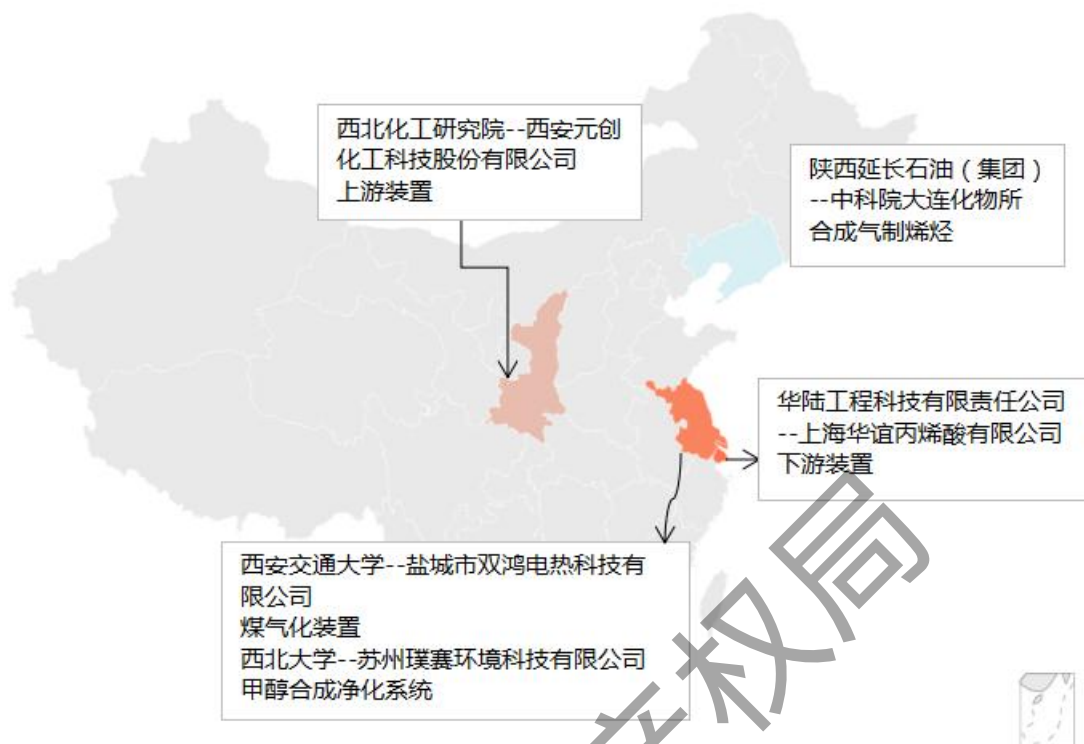 西北化工研究院--西安元创
化工科技股份有限公司
上游装置
陕西延长石油（集团）
--中科院大连化物所
合成气制烯烃
华陆工程科技有限责任公司
--上海华谊丙烯酸有限公司
下游装置
西安交通大学--盐城市双鸿电热科技有
限公司
煤气化装置
西北大学--苏州璞赛环境科技有限公司
甲醇合成净化系统
产权局